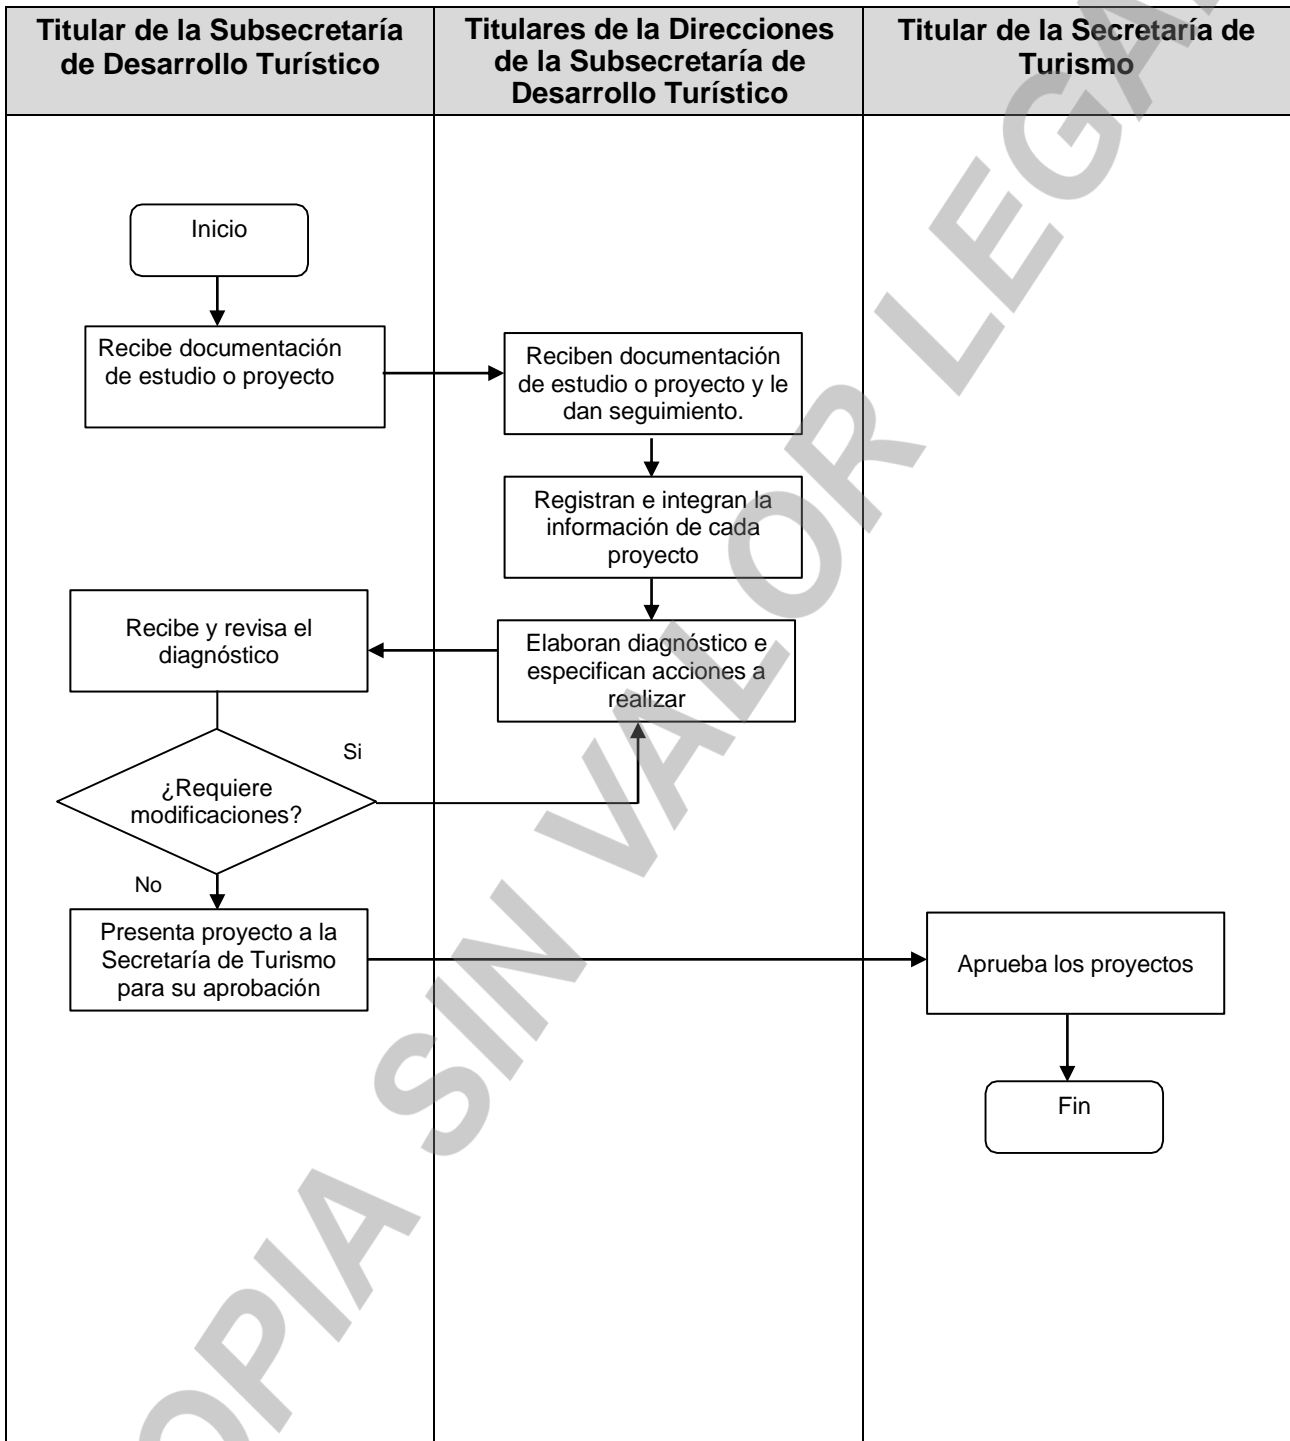 Titular de la Subsecretaría
de Desarrollo Turístico
Titulares de la Direcciones
de la Subsecretaría de
Desarrollo Turístico
Titular de la Secretaría de
Turismo
Inicio
Recibe documentación
de estudio o proyecto
Reciben documentación
de estudio o proyecto y le
dan seguimiento.
Registran e integran la
información de cada
proyecto
Elaboran diagnóstico e
especifican acciones a
realizar
Recibe y revisa el
diagnóstico
¿Requiere
modificaciones?
Si
No
Presenta proyecto a la
Secretaría de Turismo
para su aprobación
Aprueba los proyectos
Fin
OPIA SIN VALOR LEGA